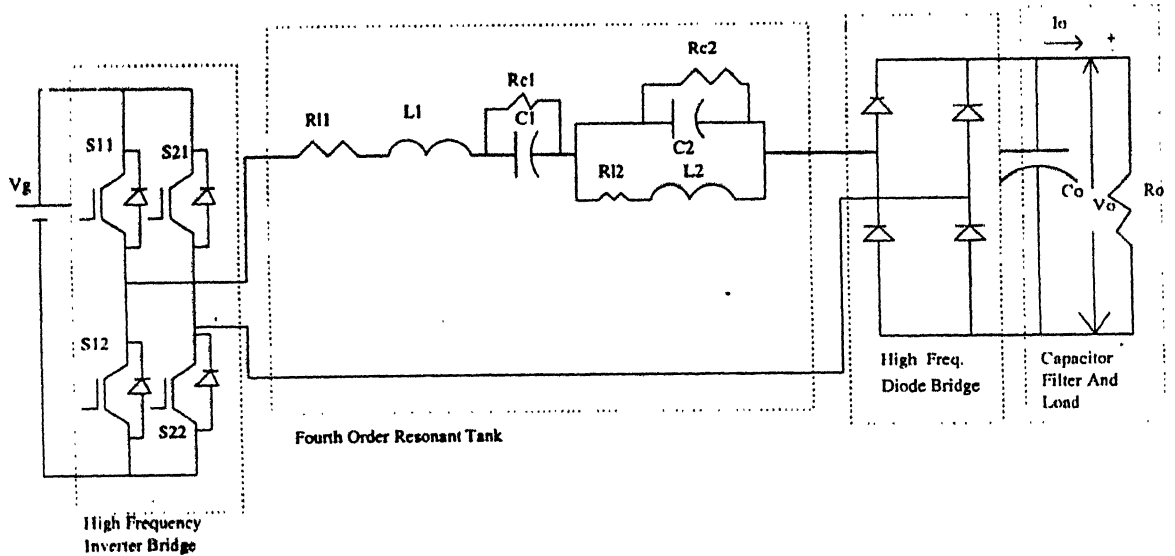 Io
+
Rc2
Rc1
Rl1
L1
C1
C2
S11
S21
Vg
Rl2
L2
Co
Vo
Ro
S12
S22
High Freq.
Diode Bridge
Capacitor
Filter And
Load
Fourth Order Resonant Tank
High Frequency
Inverter Bridge